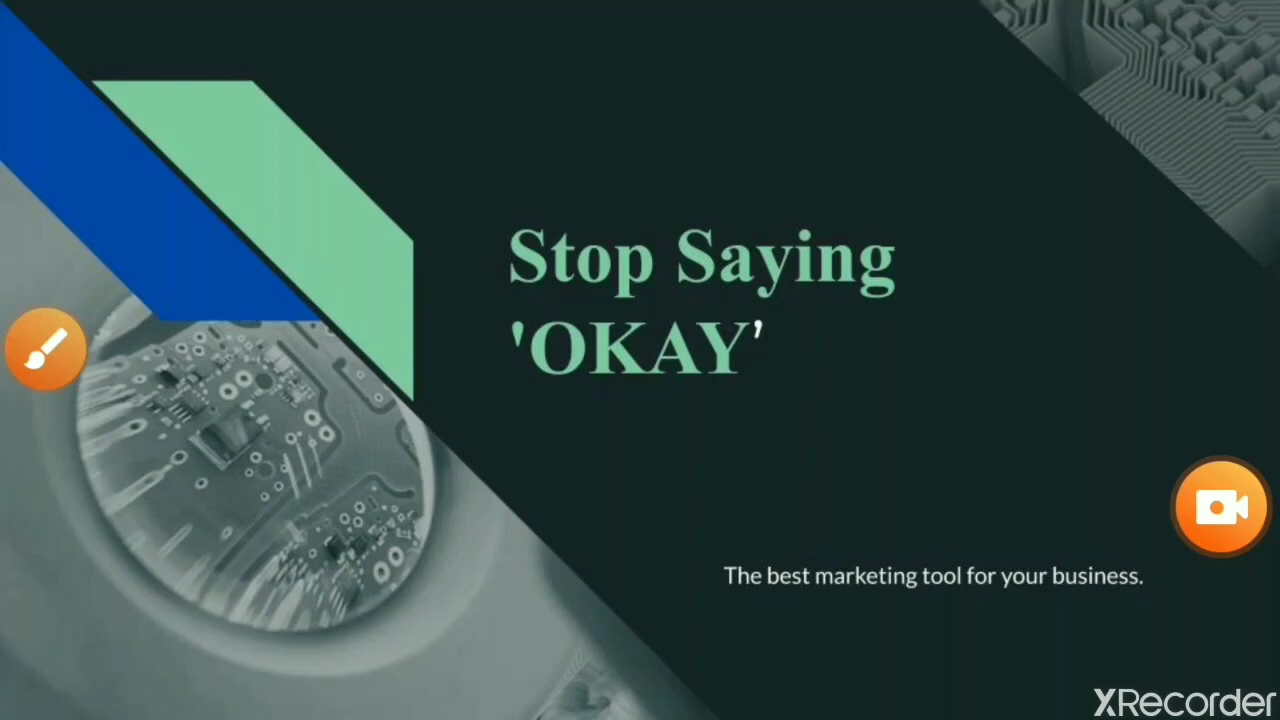 Stop Saying
'OKAY’
The best marketing tool for your business.
XRecorder